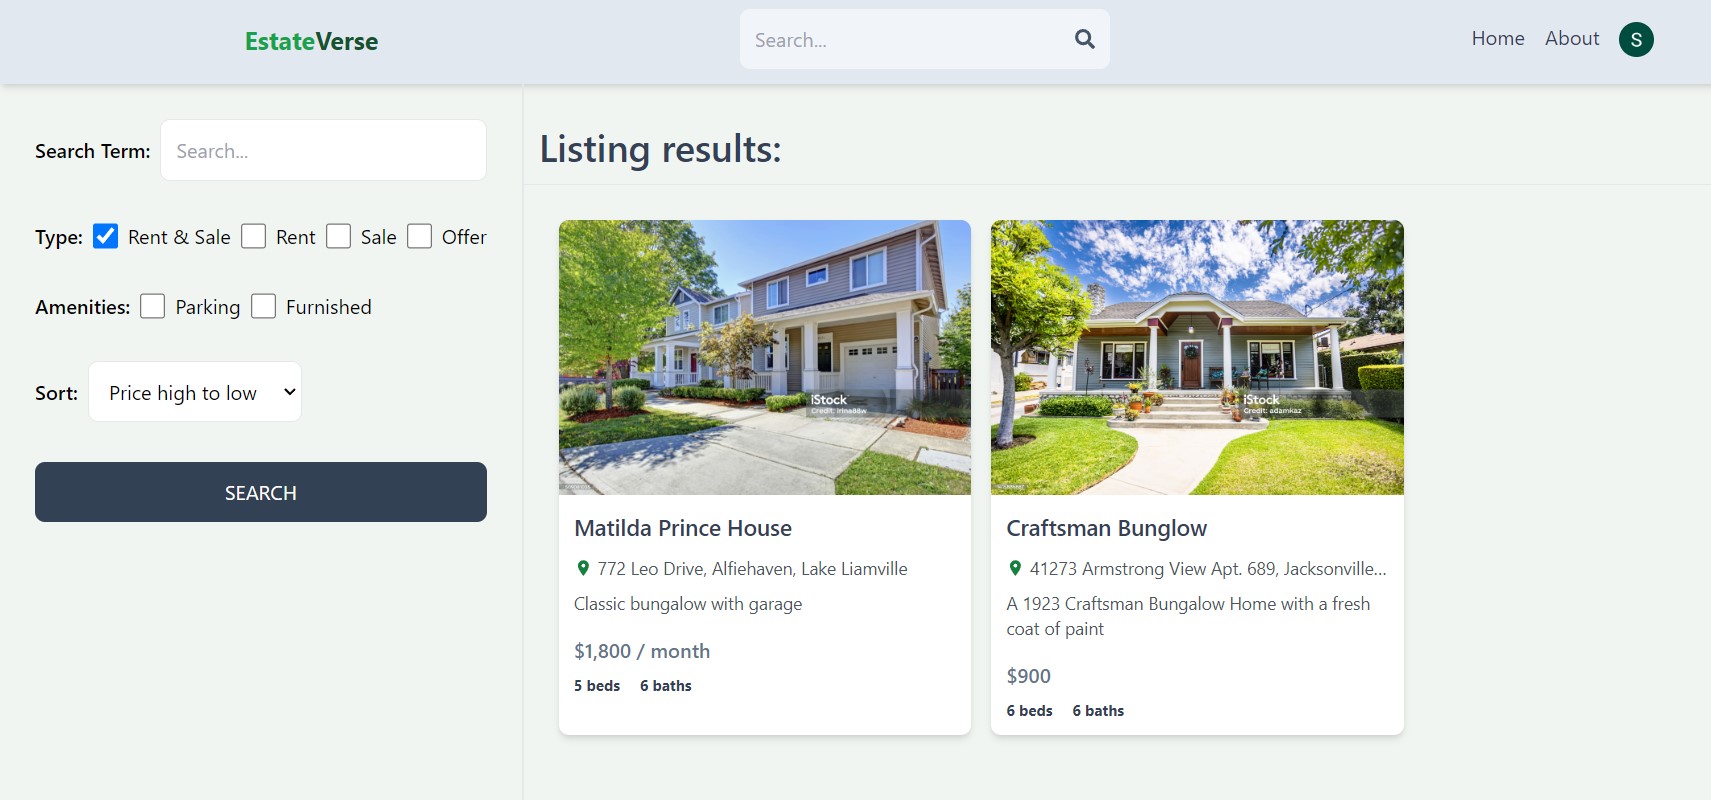 EstateVerse
Search...
Home
About
S
Search Term:
Search...
Type:
Rent & Sale
Rent
Sale
Offer
Amenities:
Parking
Furnished
Sort:
Price high to low
SEARCH
Listing results:
iStock
Credit: irina88w
Matilda Prince House
772 Leo Drive, Alfiehaven, Lake Liamville
Classic bungalow with garage
$1,800 / month
5 beds
6 baths
iStock
Credit: adamkaz
Craftsman Bunglow
41273 Armstrong View Apt. 689, Jacksonville...
A 1923 Craftsman Bungalow Home with a fresh
coat of paint
$900
6 beds
6 baths